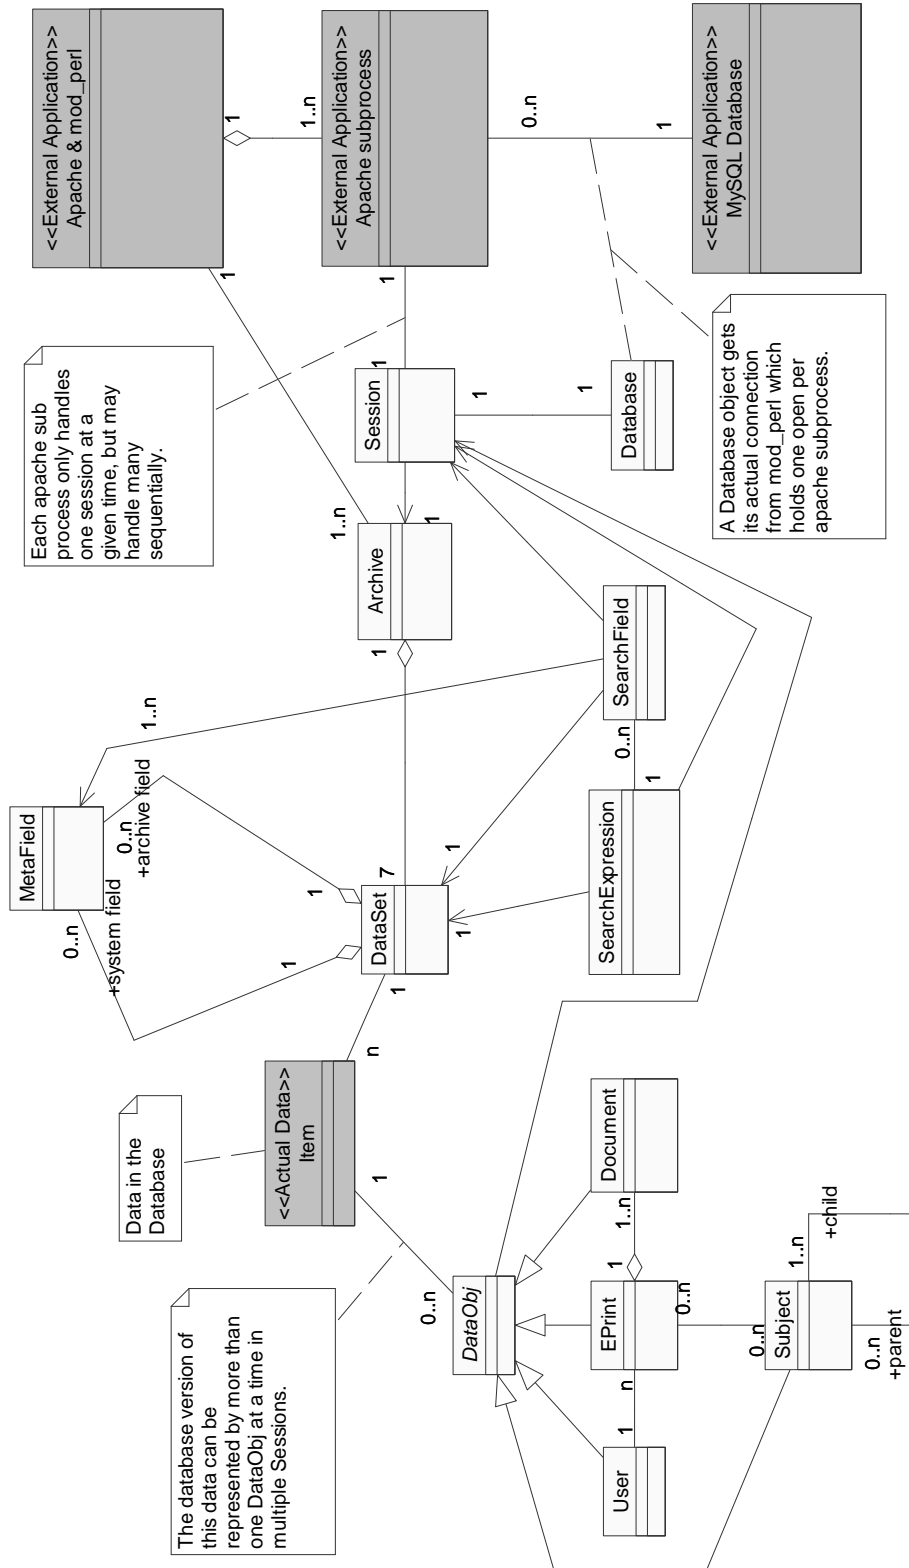 The database version of
this data can be
represented by more than
one DataObj at a time in
multiple Sessions.
Data in the
Database
<<Actual Data>>
Item
n
1
1
0..n
DataObj
User
1
n
EPrint
1
1..n
Document
0..n
0..n
Subject
1..n
+child
0..n
+parent
MetaField
0..n
+system field
1
0..n
+archive field
1
DataSet
7
1
1
1
1..n
SearchExpression
1
0..n
SearchField
Archive
1
1..n
1
Session
1
1
1
1
Database
Each apache sub
process only handles
one session at a
given time, but may
handle many
sequentially.
A Database object gets
its actual connection
from mod_perl which
holds one open per
apache subprocess.
<<External Application>>
Apache & mod_perl
1
1
1..n
<<External Application>>
Apache subprocess
0..n
1
<<External Application>>
MySQL Database